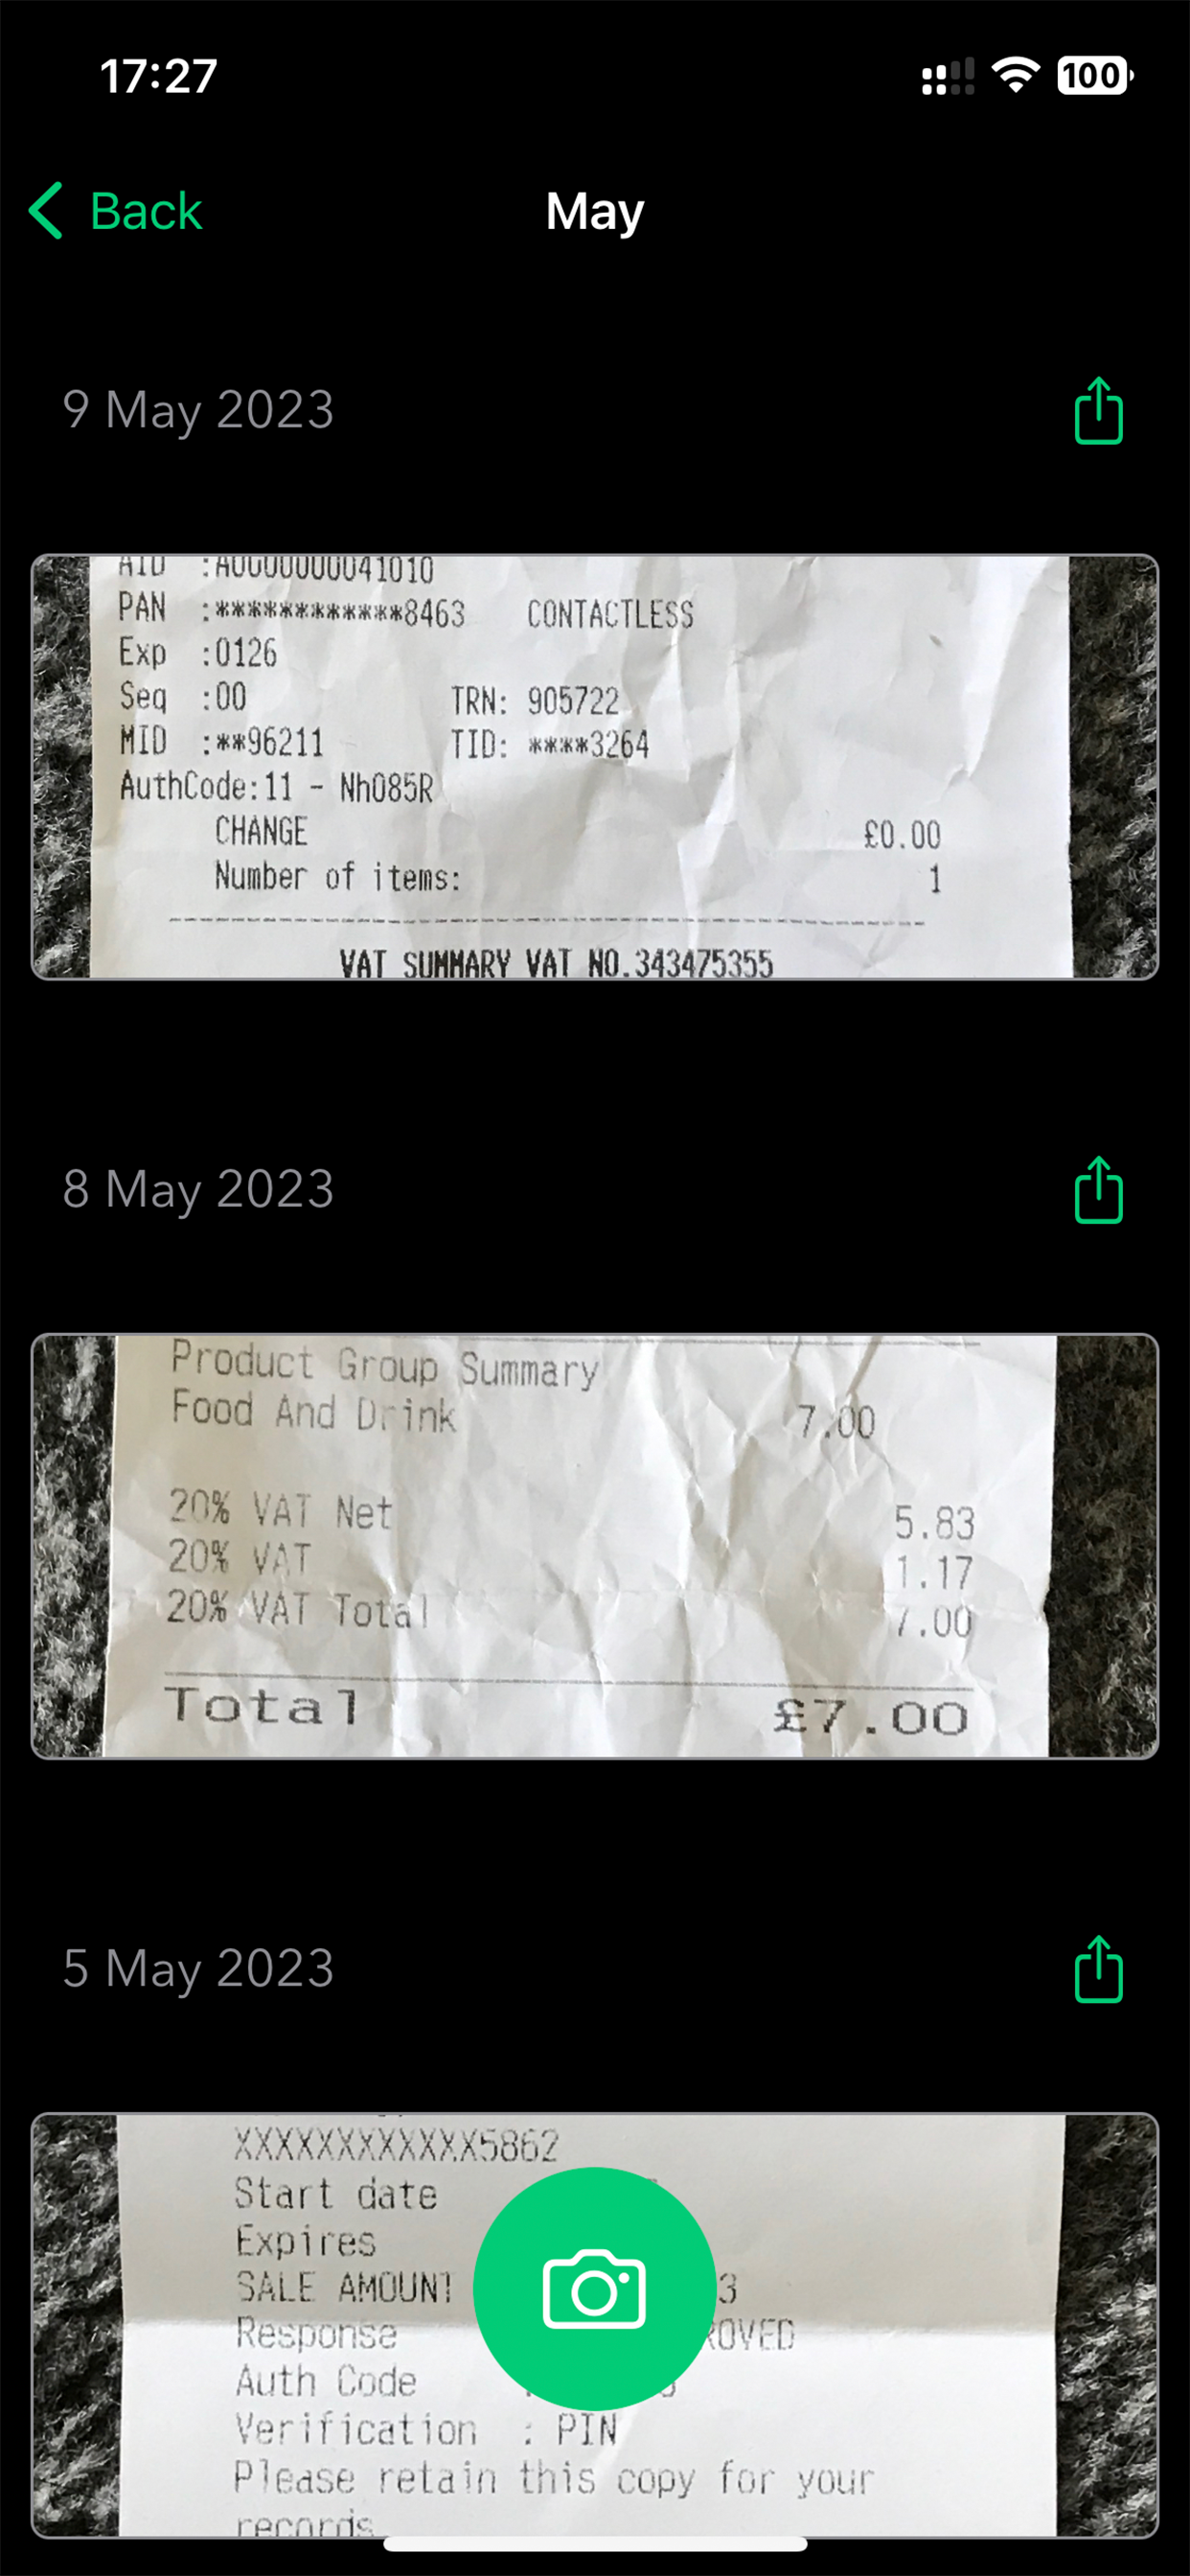 17:27
100
Back
May
9 May 2023
AID :A0000000041010
PAN :************8463 CONTACTLESS
Exp :0126
Seq :00 TRN: 905722
MID :**96211 TID: ****3264
AuthCode:11 - Nh085R
CHANGE £0.00
Number of items: 1
VAT SUMMARY VAT NO.343475355
8 May 2023
Product Group Summary
Food And Drink 7.00
20% VAT Net 5.83
20% VAT 1.17
20% VAT Total 7.00
Total £7.00
5 May 2023
XXXXXXXXXXXX5862
Start date
Expires
SALE AMOUNT 3
Response ROVED
Auth Code
Verification : PIN
Please retain this copy for your
records